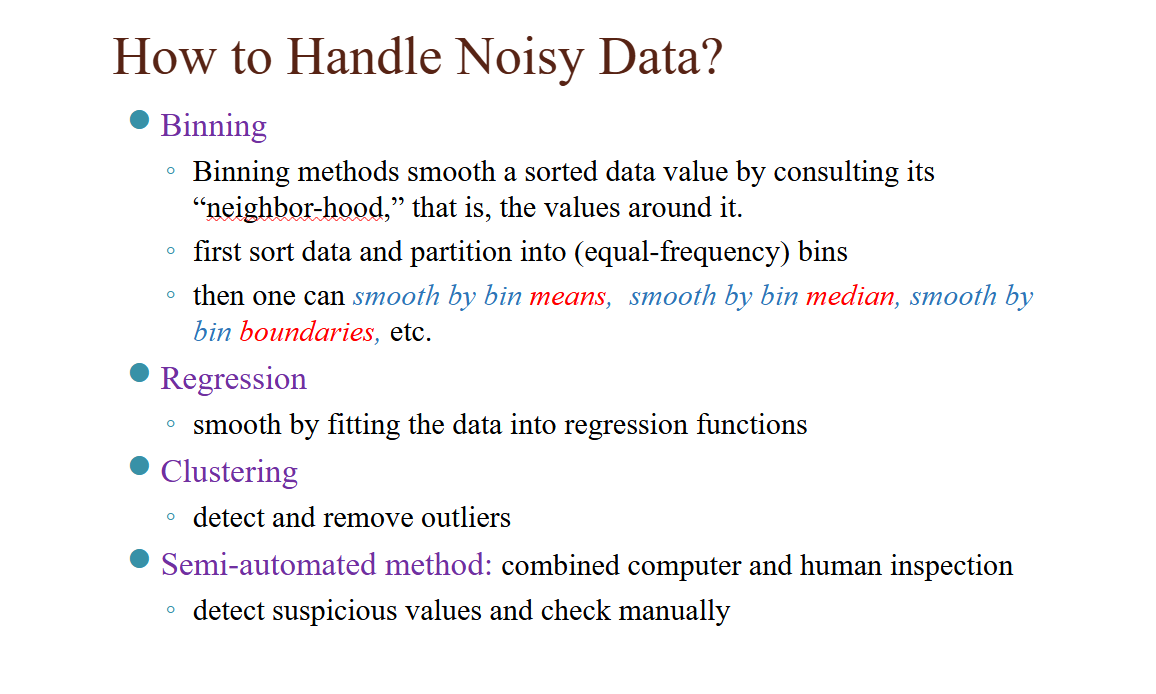 How to Handle Noisy Data?
Binning
Binning methods smooth a sorted data value by consulting its
“neighbor-hood,” that is, the values around it.
first sort data and partition into (equal-frequency) bins
then one can smooth by bin means,  smooth by bin median, smooth by
bin boundaries, etc.
Regression
smooth by fitting the data into regression functions
Clustering
detect and remove outliers
Semi-automated method: combined computer and human inspection
detect suspicious values and check manually